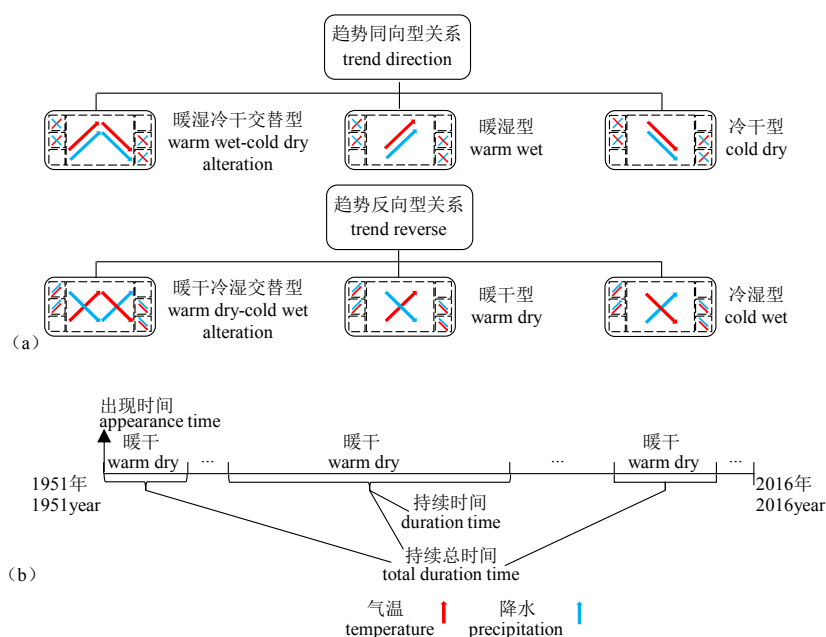 趋势同向型关系
trend direction
暖湿冷干交替型
warm wet-cold dry
alteration
暖湿型
warm wet
冷干型
cold dry
趋势反向型关系
trend reverse
暖干冷湿交替型
warm dry-cold wet
alteration
暖干型
warm dry
冷湿型
cold wet
(a)
出现时间
appearance time
暖干
warm dry
...
暖干
warm dry
...
暖干
warm dry
...
1951年
1951year
2016年
2016year
持续时间
duration time
持续总时间
total duration time
(b)
气温
temperature
降水
precipitation